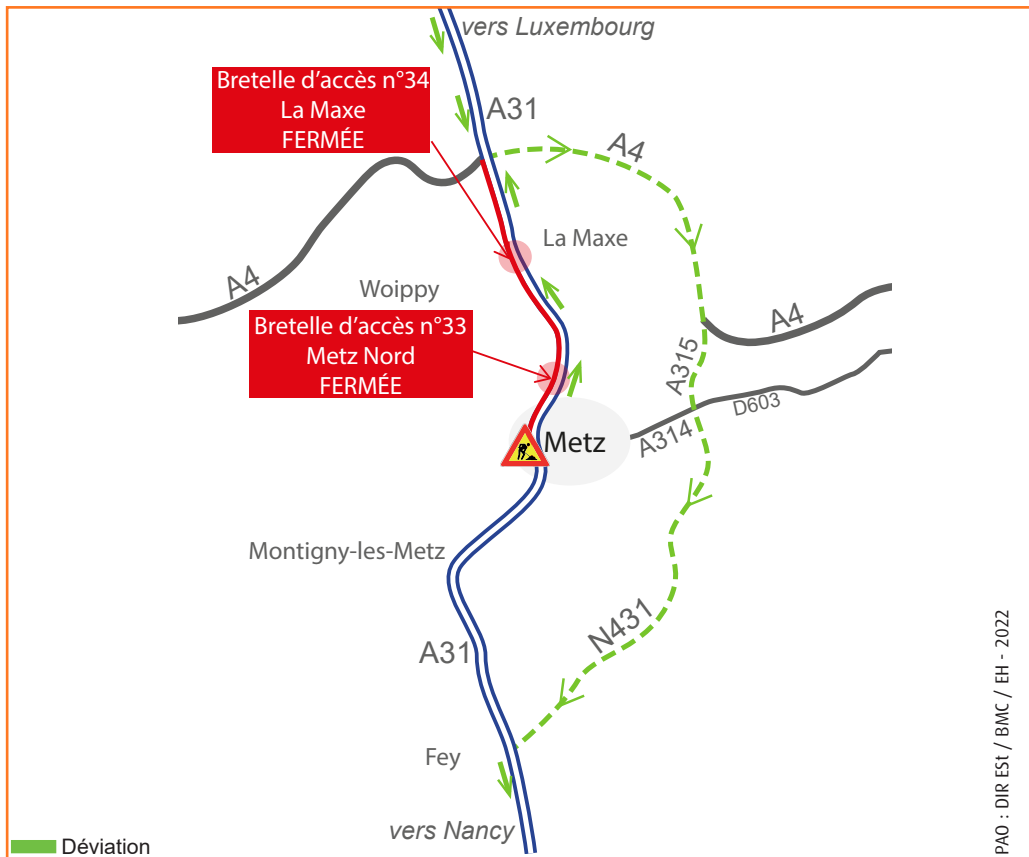 vers Luxembourg
Bretelle d'accès n°34
La Maxe
FERMÉE
A31
A4
La Maxe
A4
Woippy
A4
Bretelle d'accès n°33
Metz Nord
FERMÉE
A315
D603
A314
Metz
Montigny-les-Metz
N431
A31
Fey
vers Nancy
Déviation
PAO : DIR ESt / BMC / EH - 2022